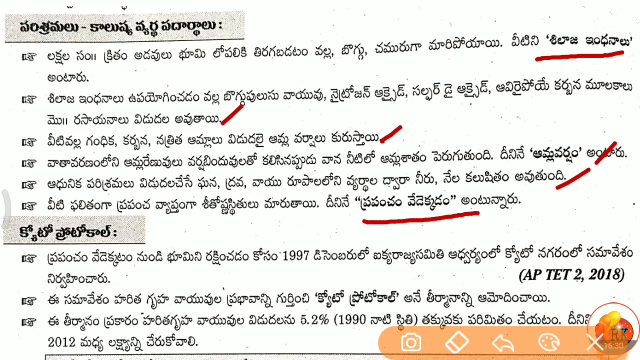 పరిశ్రమలు - కాలుష్య వ్యర్థ పదార్థాలు :
లక్షల సం॥ క్రితం అడవులు భూమి లోపలికి తిరగబడటం వల్ల, బొగ్గు, చమురుగా మారిపోయాయి. వీటిని 'శిలాజ ఇంధనాలు'
అంటారు.
శిలాజ ఇంధనాలు ఉపయోగించడం వల్ల బొగ్గుపులుసు వాయువు, నైట్రోజన్ ఆక్సైడ్, సల్ఫర్ డై ఆక్సైడ్, ఆవిరైపోయే కర్బన మూలకాలు
మొ॥ రసాయనాలు విడుదల అవుతాయి.
వీటివల్ల గంధిక, కర్బన, నత్రిత ఆమ్లాలు విడుదలై ఆమ్ల వర్షాలు కురుస్తాయి.
వాతావరణంలోని ఆమ్లరేణువులు వర్షబిందువులతో కలిసినప్పుడు వాన నీటిలో ఆమ్లశాతం పెరుగుతుంది. దీనినే 'ఆమ్లవర్షం' అంటారు.
ఆధునిక పరిశ్రమలు విడుదలచేసే ఘన, ద్రవ, వాయు రూపాలలోని వ్యర్థాల ద్వారా నీరు, నేల కలుషితం అవుతుంది.
వీటి ఫలితంగా ప్రపంచ వ్యాప్తంగా శీతోష్ణస్థితులు మారుతాయి. దీనినే "ప్రపంచం వేడెక్కడం" అంటున్నారు.
క్యోటో ప్రోటోకాల్ :
ప్రపంచం వేడెక్కటం నుండి భూమిని రక్షించడం కోసం 1997 డిసెంబరులో ఐక్యరాజ్యసమితి ఆధ్వర్యంలో క్యోటో నగరంలో సమావేశం
నిర్వహించారు. (AP TET 2, 2018)
ఈ సమావేశం హరిత గృహ వాయువుల ప్రభావాన్ని గుర్తించి 'క్యోటో ప్రోటోకాల్' అనే తీర్మానాన్ని ఆమోదించాయి.
ఈ తీర్మానం ప్రకారం హరితగృహ వాయువుల విడుదలను 5.2% (1990 నాటి స్థితి) తక్కువకు పరిమితం చేయటం.
2012 మధ్య లక్ష్యాన్ని చేరుకోవాలి.